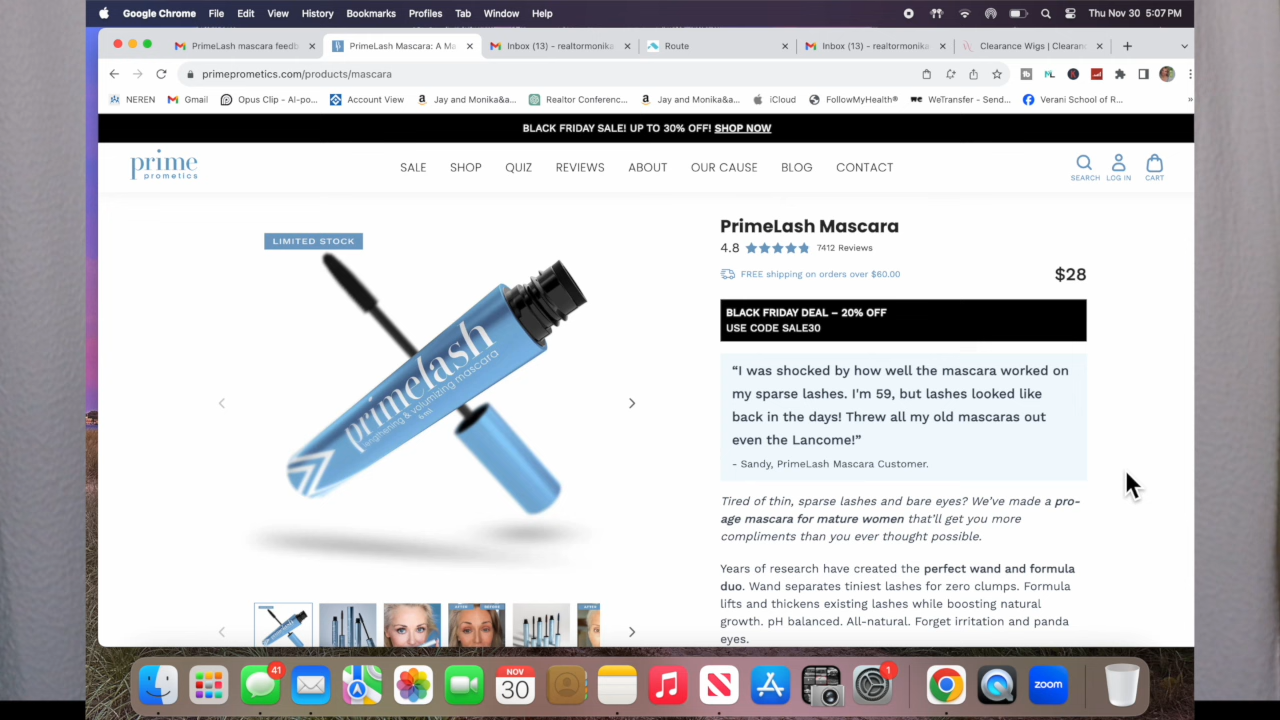 Google Chrome File Edit View History Bookmarks Profiles Tab Window Help Thu Nov 30 5:07 PM
PrimeLash mascara feedb PrimeLash Mascara: A Ma Inbox (13) - realtormonika Route Inbox (13) - realtormonika Clearance Wigs | Clearanc
primeprometics.com/products/mascara
NEREN Gmail Opus Clip - AI-po... Account View Jay and Monika&a... Realtor Conferenc... Jay and Monika&a... iCloud FollowMyHealth® WeTransfer - Send... Verani School of R... »
BLACK FRIDAY SALE! UP TO 30% OFF! SHOP NOW
prime
prometics
SALE SHOP QUIZ REVIEWS ABOUT OUR CAUSE BLOG CONTACT
SEARCH LOG IN CART
LIMITED STOCK
primelash
lengthening & volumizing mascara
PrimeLash Mascara
4.8 7412 Reviews
FREE shipping on orders over $60.00 $28
BLACK FRIDAY DEAL – 20% OFF
USE CODE SALE30
“I was shocked by how well the mascara worked on
my sparse lashes. I'm 59, but lashes looked like
back in the days! Threw all my old mascaras out
even the Lancome!”
- Sandy, PrimeLash Mascara Customer.
Tired of thin, sparse lashes and bare eyes? We’ve made a pro-
age mascara for mature women that’ll get you more
compliments than you ever thought possible.
Years of research have created the perfect wand and formula
duo. Wand separates tiniest lashes for zero clumps. Formula
lifts and thickens existing lashes while boosting natural
growth. pH balanced. All-natural. Forget irritation and panda
eyes.
41
NOV
30
1
zoom